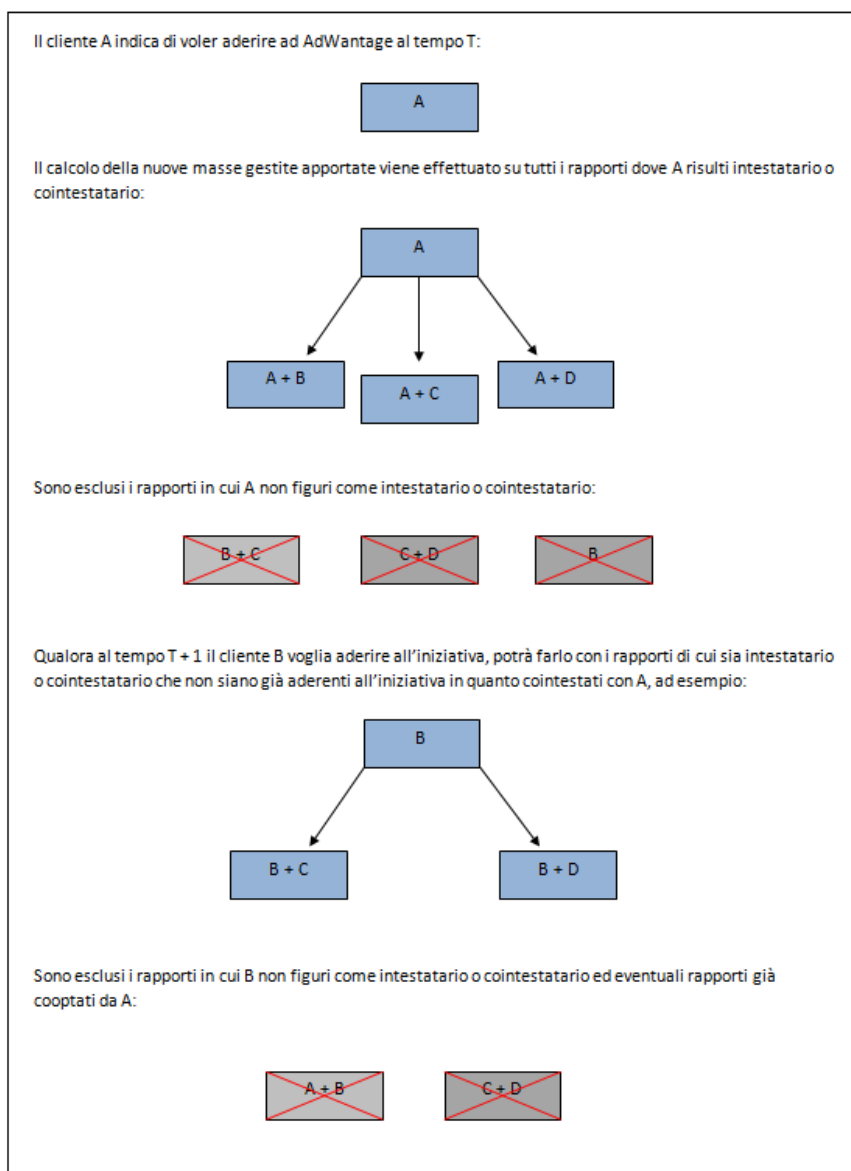 Il cliente A indica di voler aderire ad AdWantage al tempo T:
A
Il calcolo della nuove masse gestite apportate viene effettuato su tutti i rapporti dove A risulti intestatario o
cointestatario:
A
A + B
A + C
A + D
Sono esclusi i rapporti in cui A non figuri come intestatario o cointestatario:
B + C
C + D
B
Qualora al tempo T + 1 il cliente B voglia aderire all'iniziativa, potrà farlo con i rapporti di cui sia intestatario
o cointestatario che non siano già aderenti all'iniziativa in quanto cointestati con A, ad esempio:
B
B + C
B + D
Sono esclusi i rapporti in cui B non figuri come intestatario o cointestatario ed eventuali rapporti già
cooptati da A:
A + B
C + D